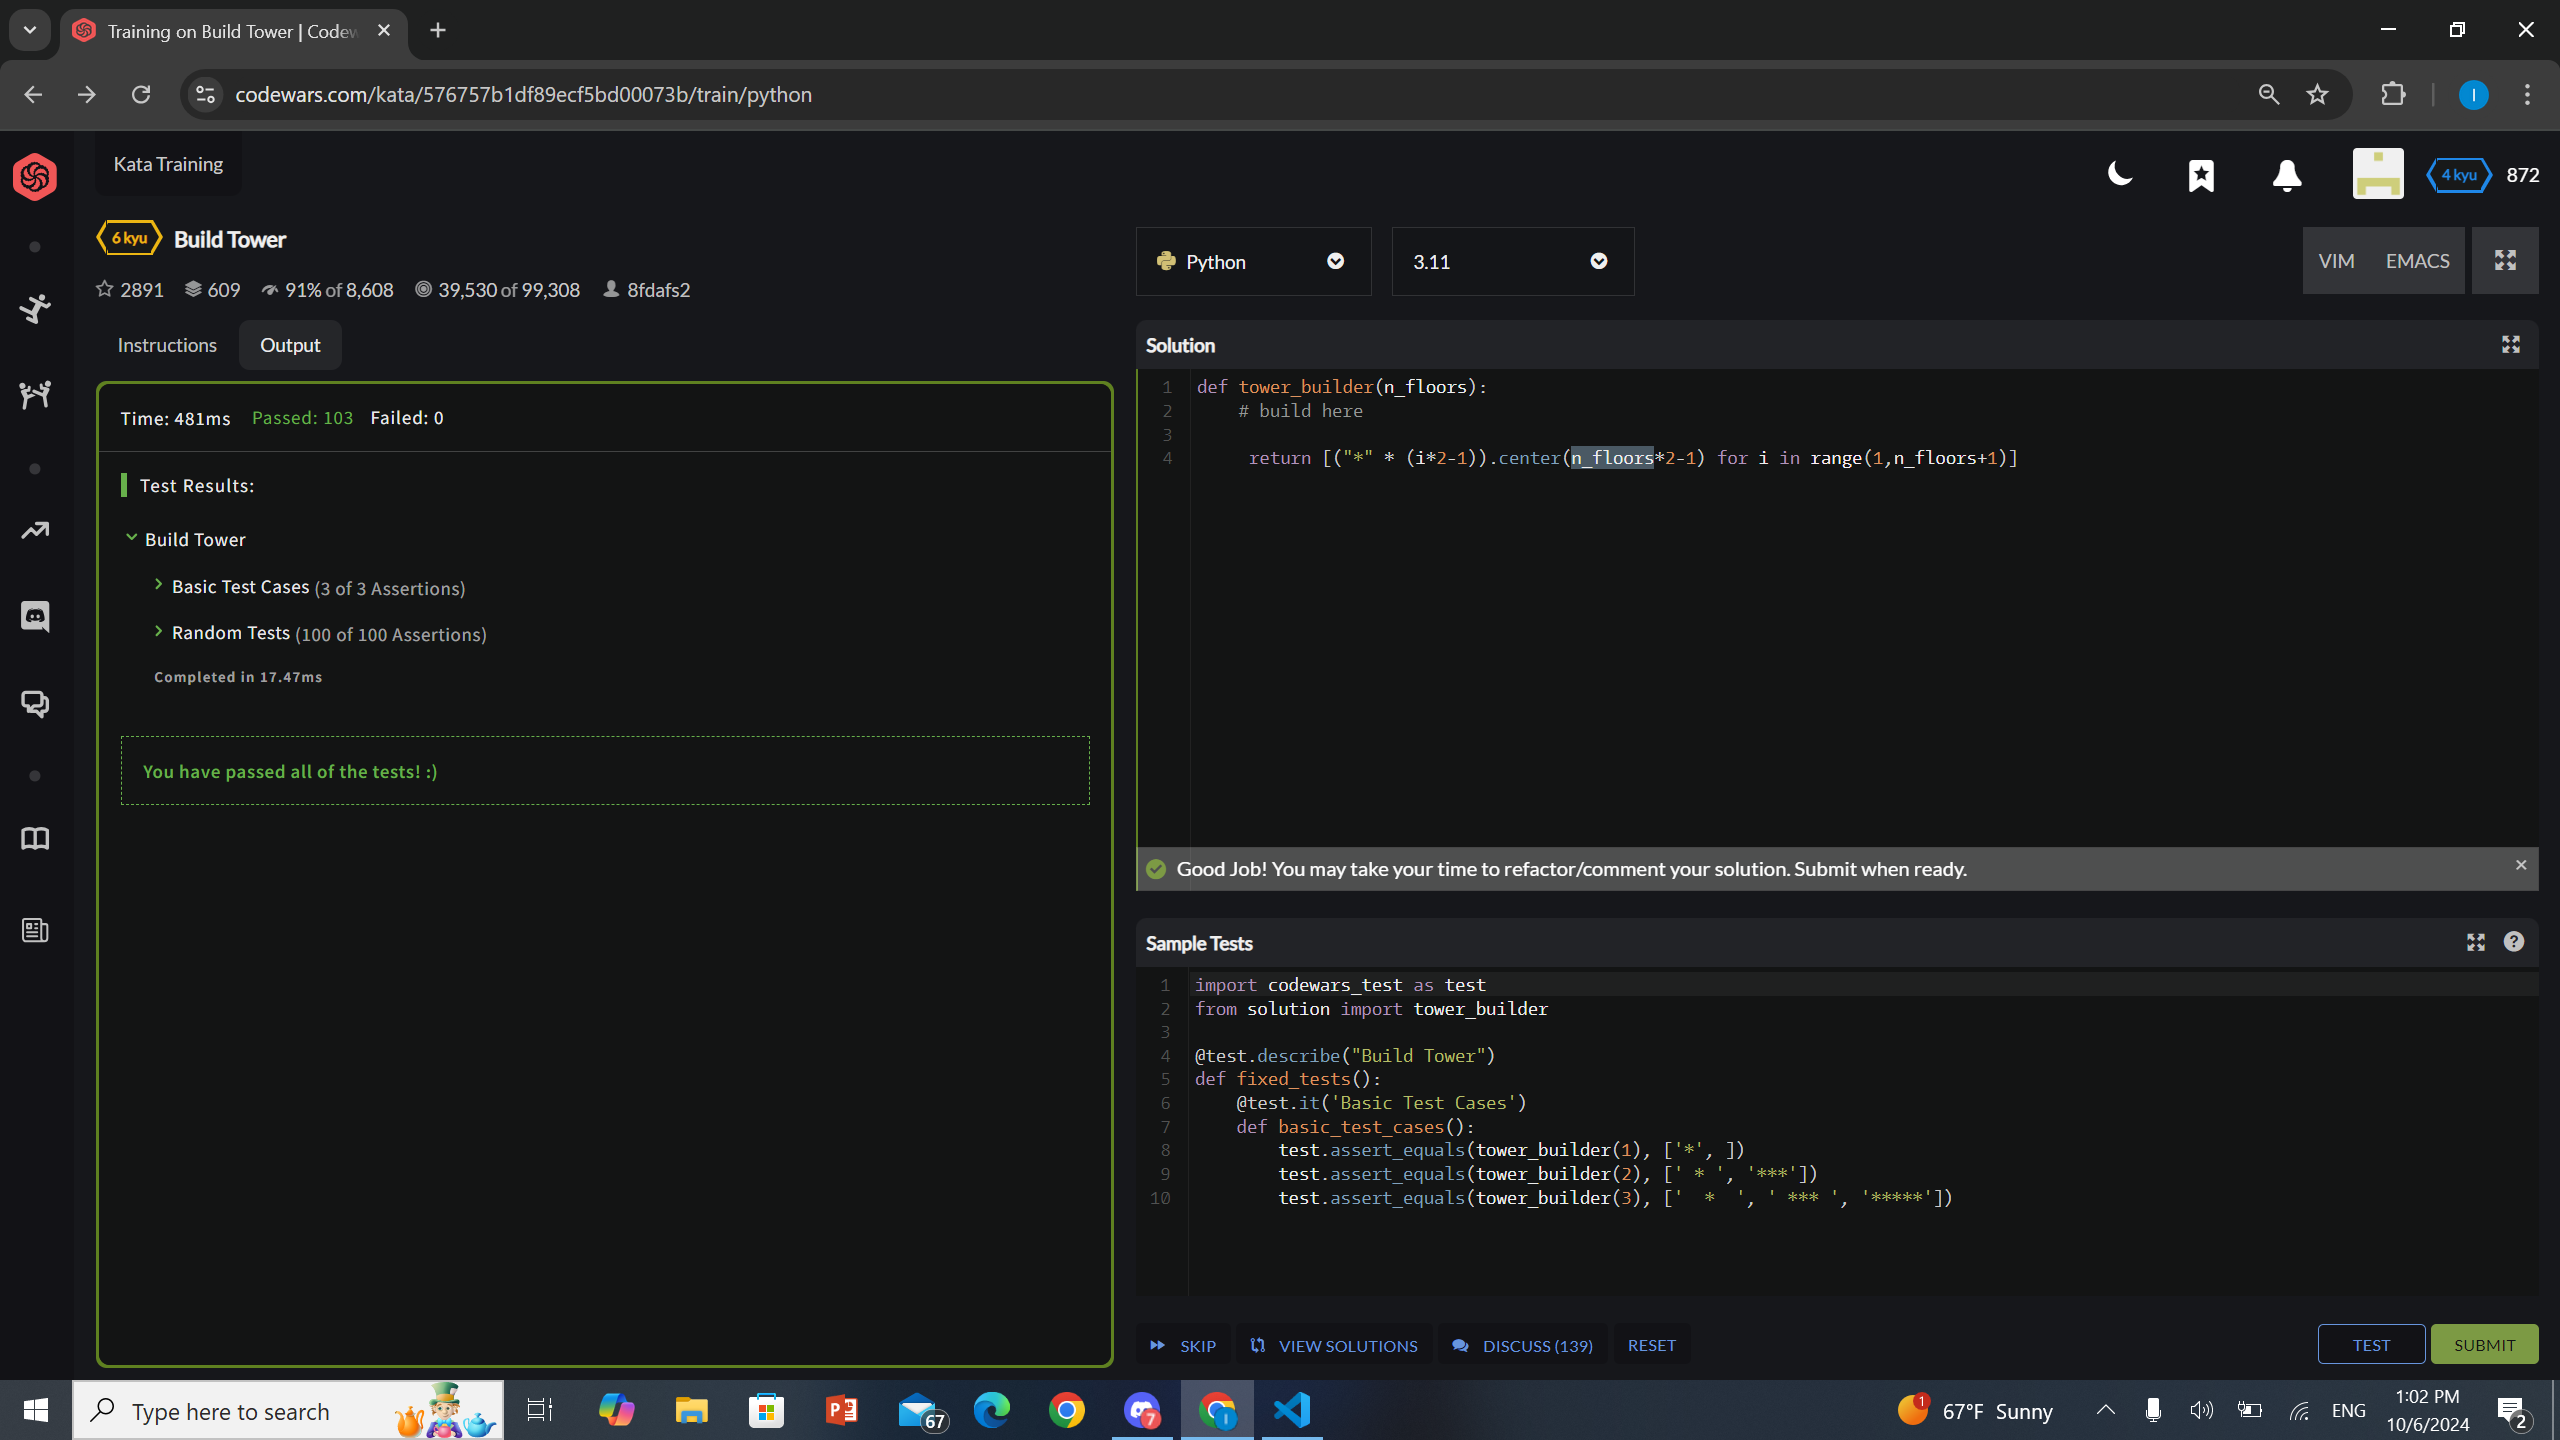 Training on Build Tower | Codew
codewars.com/kata/576757b1df89ecf5bd00073b/train/python
Kata Training
4 kyu 872
6 kyu Build Tower
2891 609 91% of 8,608 39,530 of 99,308 8fdafs2
Instructions Output
Time: 481ms Passed: 103 Failed: 0
Test Results:
Build Tower
Basic Test Cases (3 of 3 Assertions)
Random Tests (100 of 100 Assertions)
Completed in 17.47ms
You have passed all of the tests! :)
Python 3.11 VIM EMACS
Solution
1 def tower_builder(n_floors):
2 # build here
3
4 return [("*" * (i*2-1)).center(n_floors*2-1) for i in range(1,n_floors+1)]
Good Job! You may take your time to refactor/comment your solution. Submit when ready.
Sample Tests
1 import codewars_test as test
2 from solution import tower_builder
3
4 @test.describe("Build Tower")
5 def fixed_tests():
6 @test.it('Basic Test Cases')
7 def basic_test_cases():
8 test.assert_equals(tower_builder(1), ['*', ])
9 test.assert_equals(tower_builder(2), [' * ', '***'])
10 test.assert_equals(tower_builder(3), ['  *  ', ' *** ', '*****'])
SKIP VIEW SOLUTIONS DISCUSS (139) RESET TEST SUBMIT
Type here to search
67
7
1
67°F Sunny
ENG
1:02 PM
10/6/2024
2